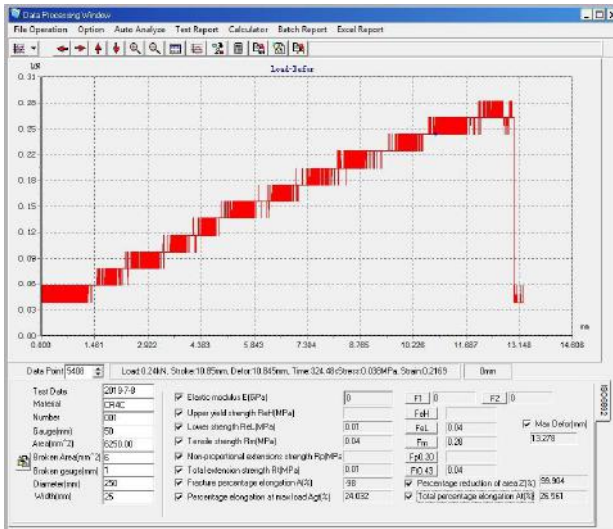 Data Processing Window
File Operation Option Auto Analyze Test Report Calculator Batch Report Excel Report
kN
Load-Defor
0.31
0.28
0.25
0.22
0.18
0.15
0.12
0.09
0.06
0.03
0.00
0.000 1.461 2.922 4.383 5.843 7.304 8.765 10.226 11.687 13.148 14.608
Data Point 5408 Load:0.24kN, Stroke:10.85mm, Defor:10.845mm, Time:324.48s Stress:0.038MPa, Strain:0.2169 0mm
Test Date 2019-7-8
Material
Number
Gauge(mm) 50
Area(mm^2) 6250.00
Broken Area(mm^2) 6
Broken gauge(mm) 1
Diameter(mm) 250
Width(mm) 25
Elastic modulus E(GPa) 0
Upper yield strength ReH(MPa)
Lower strength ReL(MPa) 0.01
Tensile strength Rm(MPa) 0.04
Non-proportional extensions strength Rp(MPa)
Total extension strength Rt(MPa) 0.01
Fracture percentage elongation A(%) -98
Percentage elongation at max load Agt(%) 24.032
F1 0 F2 0
FeH
FeL 0.04
Fm 0.28
Fp0.20
Ft0.43 0.04
Max Defor(mm)
13.278
Percentage reduction of area Z(%) 99.904
Total percentage elongation At(%) 26.561
ISO6892